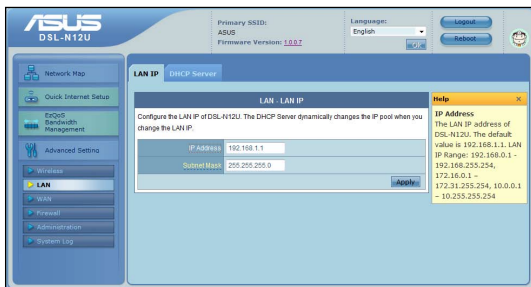 ASUS
DSL-N12U
Primary SSID:
ASUS
Firmware Version: 1.0.0.7
Language:
English
OK
Logout
Reboot
Network Map
Quick Internet Setup
EzQoS
Bandwidth
Management
Advanced Setting
Wireless
LAN
WAN
Firewall
Administration
System Log
LAN IP DHCP Server
LAN - LAN IP
Configure the LAN IP of DSL-N12U. The DHCP Server dynamically changes the IP pool when you
change the LAN IP.
IP Address 192.168.1.1
Subnet Mask 255.255.255.0
Apply
Help ×
IP Address
The LAN IP address of
DSL-N12U. The default
value is 192.168.1.1. LAN
IP Range: 192.168.0.1 -
192.168.255.254,
172.16.0.1 –
172.31.255.254, 10.0.0.1
– 10.255.255.254